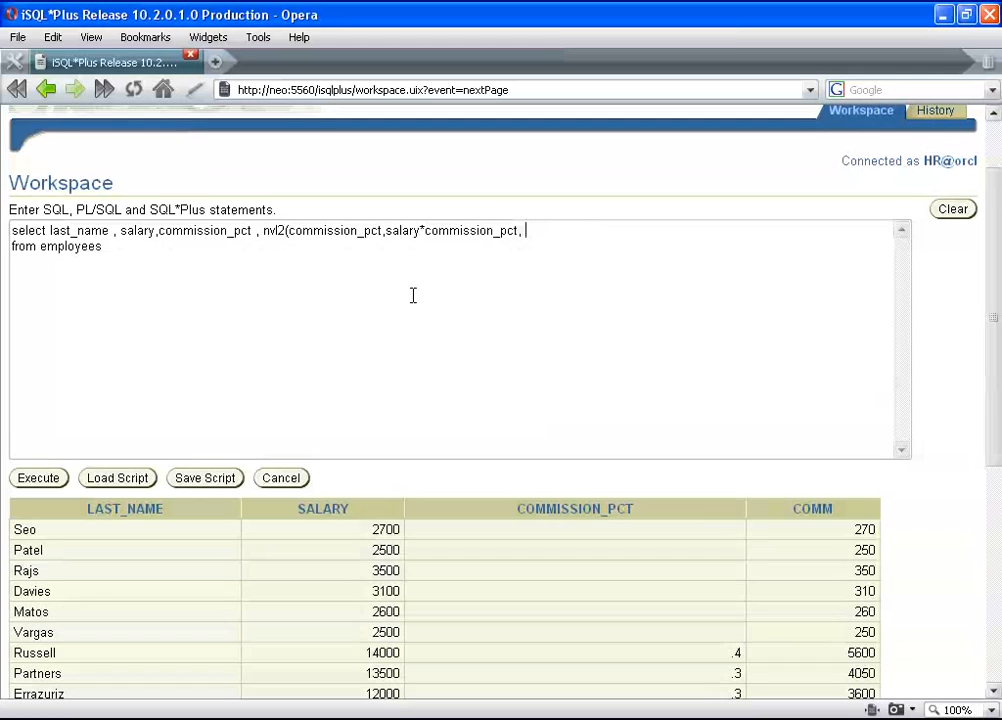 iSQL*Plus Release 10.2.0.1.0 Production - Opera
File Edit View Bookmarks Widgets Tools Help
iSQL*Plus Release 10.2....
http://neo:5560/isqlplus/workspace.uix?event=nextPage
Google
Workspace History
Connected as HR@orcl
Workspace
Enter SQL, PL/SQL and SQL*Plus statements.
Clear
select last_name , salary,commission_pct , nvl2(commission_pct,salary*commission_pct,
from employees
Execute Load Script Save Script Cancel
LAST_NAME SALARY COMMISSION_PCT COMM
Seo 2700 270
Patel 2500 250
Rajs 3500 350
Davies 3100 310
Matos 2600 260
Vargas 2500 250
Russell 14000 .4 5600
Partners 13500 .3 4050
Errazuriz 12000 .3 3600
100%